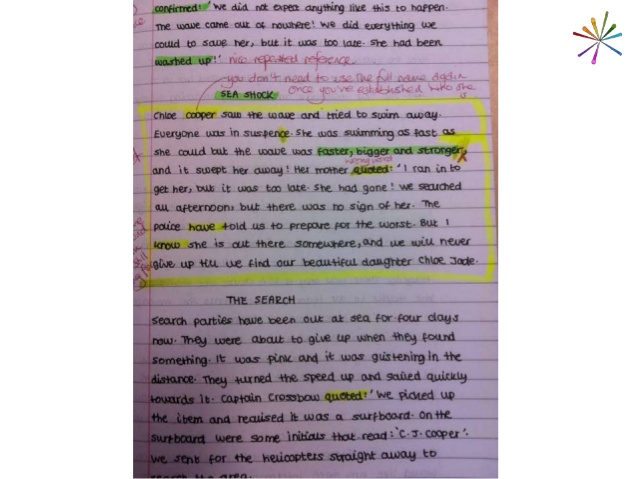 confirmed: 'We did not expect anything like this to happen.
The wave came out of nowhere! We did everything we
could to save her, but it was too late. She had been
washed up!' nice repeated reference
you don't need to use the full name again
SEA SHOCK once you've established who she
Chloe Cooper saw the wave and tried to swim away.
Everyone was in suspence. She was swimming as fast as
she could but the wave was faster, bigger and stronger,
wrong word
and it swept her away! Her mother quoted: 'I ran in to
get her, but it was too late. She had gone! We searched
all afternoon, but there was no sign of her. The
police have told us to prepare for the worst. But I
know she is out there somewhere, and we will never
give up till we find our beautiful daughter Chloe Jade.
THE SEARCH
Search parties have been out at sea for four days
now. They were about to give up when they found
something. It was pink and it was glistening in the
distance. They turned the speed up and sailed quickly
towards it. Captain Crossbow quoted: 'We picked up
the item and realised it was a surfboard. On the
surfboard were some initials that read: 'C.J. Cooper'.
We sent for the helicopters straight away to
search the area.